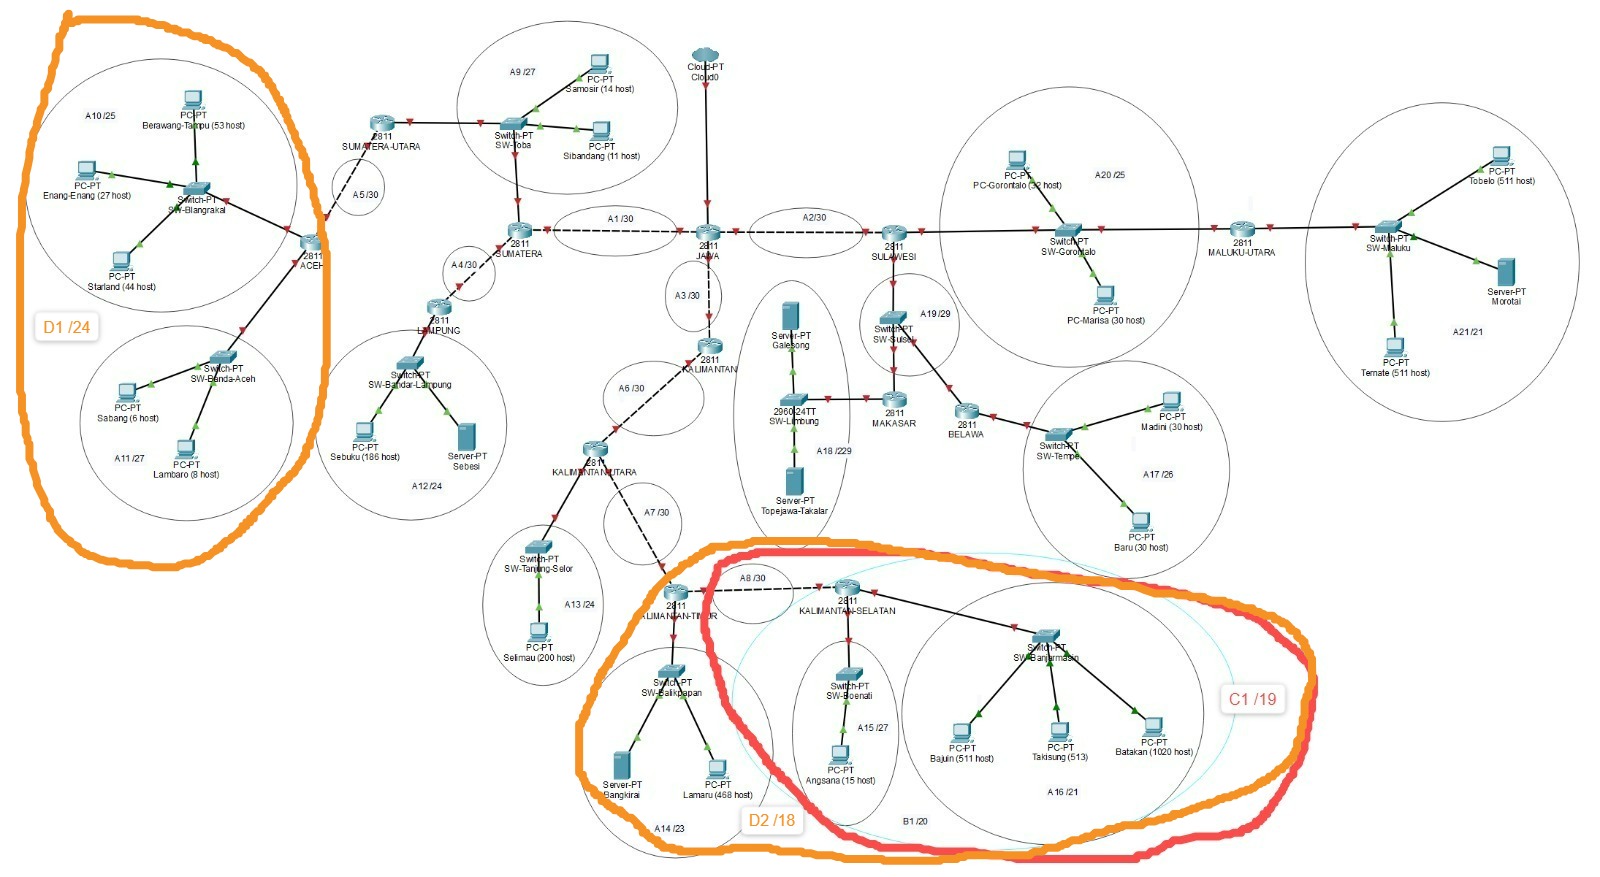 Cloud-PT
Cloud0
A9 /27
PC-PT
Samosir (14 host)
Switch-PT
SW-Toba
PC-PT
Sibandang (11 host)
A10 /25
PC-PT
Berawang-Tampu (53 host)
PC-PT
Enang-Enang (27 host)
Switch-PT
SW-Blangrakal
PC-PT
Starland (44 host)
2811
ACEH
2811
SUMATERA-UTARA
A5 /30
D1 /24
Switch-PT
SW-Banda-Aceh
PC-PT
Sabang (6 host)
A11 /27
PC-PT
Lambaro (8 host)
2811
SUMATERA
A1 /30
2811
JAWA
A2/30
2811
SULAWESI
A4 /30
A3 /30
2811
LAMPUNG
Switch-PT
SW-Bandar-Lampung
PC-PT
Sebuku (186 host)
Server-PT
Sebesi
A12 /24
2811
KALIMANTAN
A6 /30
2811
KALIMANTAN-UTARA
A7 /30
Switch-PT
SW-Tanjung-Selor
A13 /24
PC-PT
Selimau (200 host)
Server-PT
Galesong
2960-24TT
SW-Limbung
A18 /229
Server-PT
Topejawa-Takalar
A19 /29
Switch-PT
SW-Sulsel
2811
MAKASAR
2811
BELAWA
PC-PT
PC-Gorontalo (32 host)
A20 /25
Switch-PT
SW-Gorontalo
PC-PT
PC-Marisa (30 host)
2811
MALUKU-UTARA
PC-PT
Tobelo (511 host)
Switch-PT
SW-Maluku
Server-PT
Morotai
A21 /21
PC-PT
Ternate (511 host)
PC-PT
Madini (30 host)
Switch-PT
SW-Tempe
A17 /26
PC-PT
Baru (30 host)
2811
KALIMANTAN-TIMUR
A8 /30
2811
KALIMANTAN-SELATAN
Switch-PT
SW-Balikpapan
Server-PT
Bangkirai
PC-PT
Lamaru (468 host)
A14 /23
D2 /18
Switch-PT
SW-Boenati
A15 /27
PC-PT
Angsana (15 host)
B1 /20
Switch-PT
SW-Banjarmasin
PC-PT
Bajuin (511 host)
PC-PT
Takisung (513)
PC-PT
Batakan (1020 host)
A16 /21
C1 /19